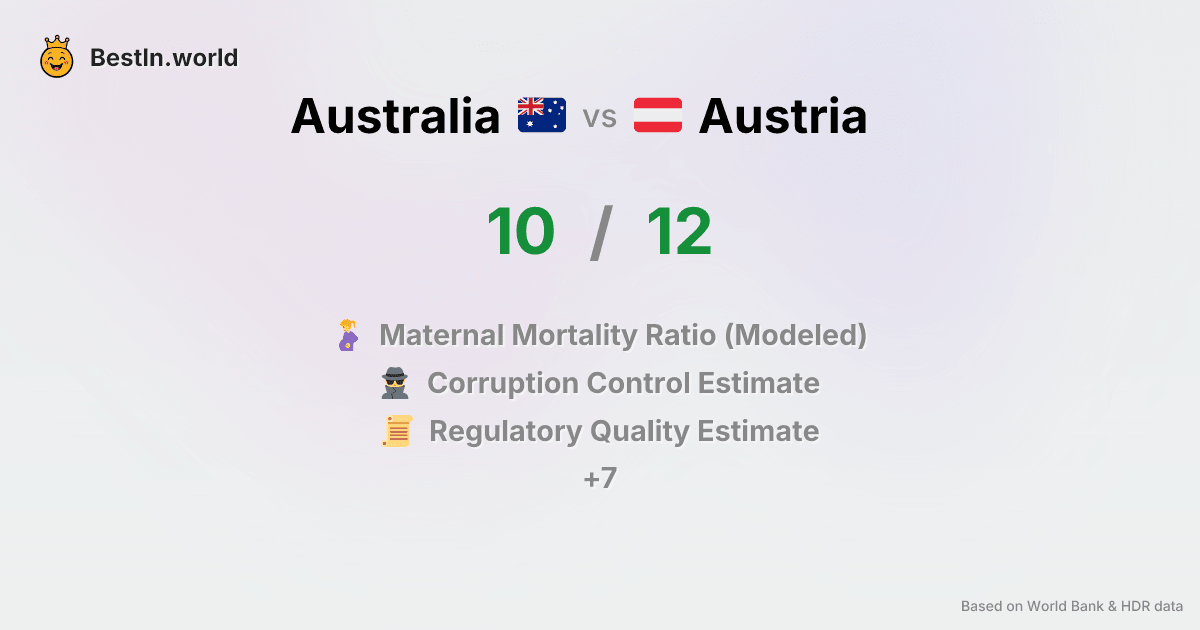 BestIn.world
Australia vs Austria
10 / 12
Maternal Mortality Ratio (Modeled)
Corruption Control Estimate
Regulatory Quality Estimate
+7
Based on World Bank & HDR data